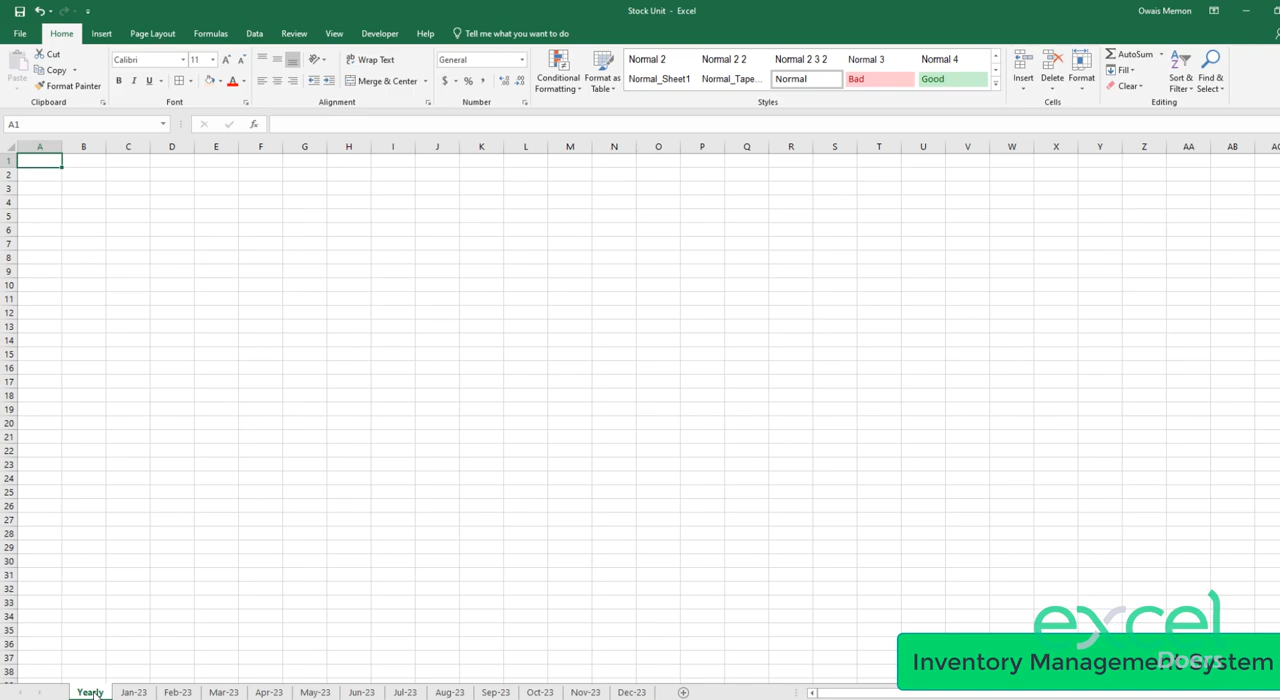 Stock Unit - Excel
Owais Memon
File Home Insert Page Layout Formulas Data Review View Developer Help Tell me what you want to do
Paste
Cut
Copy
Format Painter
Clipboard
Calibri 11
B I U A
Font
Wrap Text
Merge & Center
Alignment
General
$ % ,
Number
Conditional Formatting
Format as Table
Normal 2 Normal 2 2 Normal 2 3 2 Normal 3 Normal 4
Normal_Sheet1 Normal_Tape... Normal Bad Good
Styles
Insert Delete Format
Cells
AutoSum
Fill
Clear
Sort & Filter
Find & Select
Editing
A1 fx
A B C D E F G H I J K L M N O P Q R S T U V W X Y Z AA AB AC
1
2
3
4
5
6
7
8
9
10
11
12
13
14
15
16
17
18
19
20
21
22
23
24
25
26
27
28
29
30
31
32
33
34
35
36
37
38
excel
Doers
Inventory Management System
Yearly Jan-23 Feb-23 Mar-23 Apr-23 May-23 Jun-23 Jul-23 Aug-23 Sep-23 Oct-23 Nov-23 Dec-23